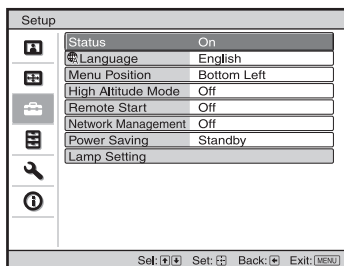 Setup
Status On
Language English
Menu Position Bottom Left
High Altitude Mode Off
Remote Start Off
Network Management Off
Power Saving Standby
Lamp Setting
Sel: Set: Back: Exit: MENU